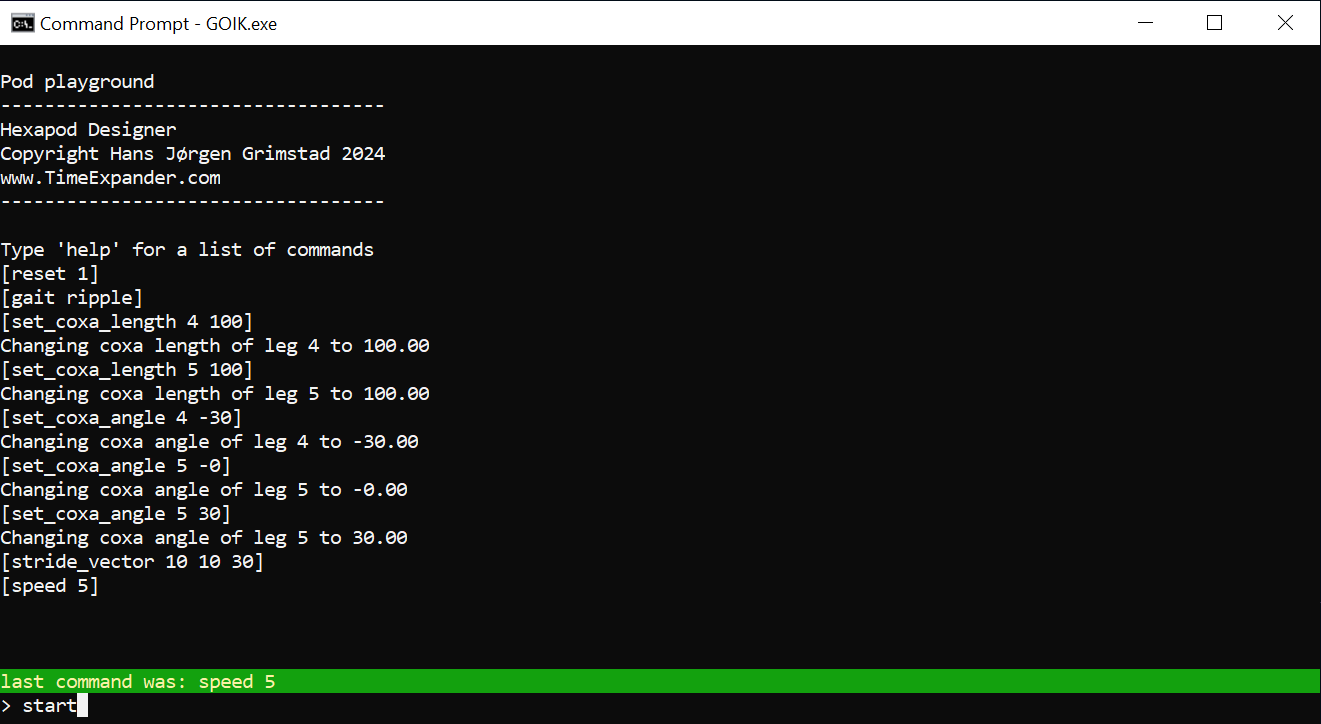 Command Prompt - GOIK.exe
Pod playground
-----------------------------------
Hexapod Designer
Copyright Hans Jørgen Grimstad 2024
www.TimeExpander.com
-----------------------------------
Type 'help' for a list of commands
[reset 1]
[gait ripple]
[set_coxa_length 4 100]
Changing coxa length of leg 4 to 100.00
[set_coxa_length 5 100]
Changing coxa length of leg 5 to 100.00
[set_coxa_angle 4 -30]
Changing coxa angle of leg 4 to -30.00
[set_coxa_angle 5 -0]
Changing coxa angle of leg 5 to -0.00
[set_coxa_angle 5 30]
Changing coxa angle of leg 5 to 30.00
[stride_vector 10 10 30]
[speed 5]
last command was: speed 5
> start